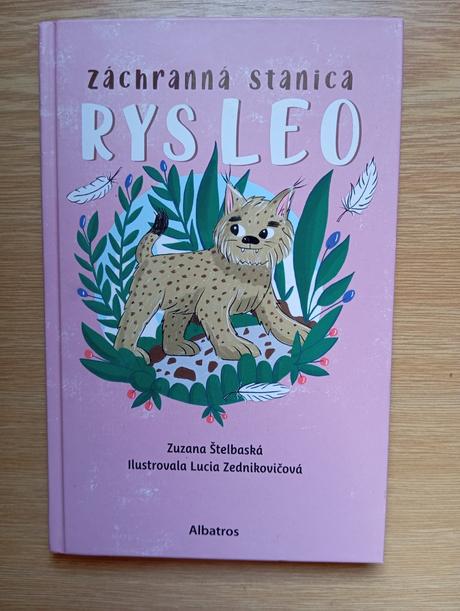 Záchranná stanica
RYS LEO
Zuzana Štelbaská
Ilustrovala Lucia Zednikovičová
Albatros